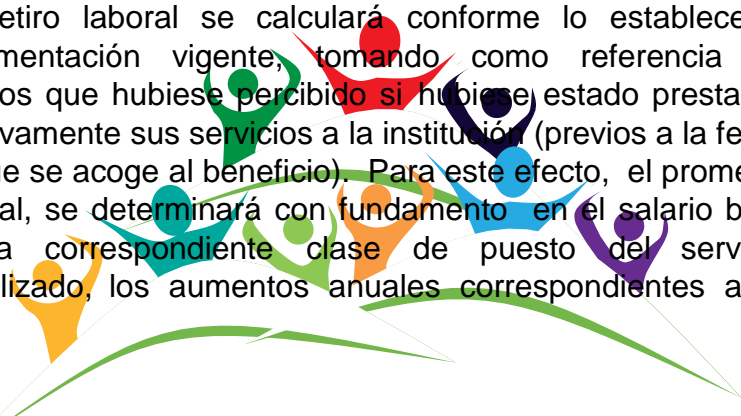 etiro laboral se calculará conforme lo establece
mentación vigente, tomando como referencia
os que hubiese percibido si hubiese estado presta
vamente sus servicios a la institución (previos a la fe
ue se acoge al beneficio). Para este efecto, el prome
al, se determinará con fundamento en el salario b
a correspondiente clase de puesto del serv
lizado, los aumentos anuales correspondientes a